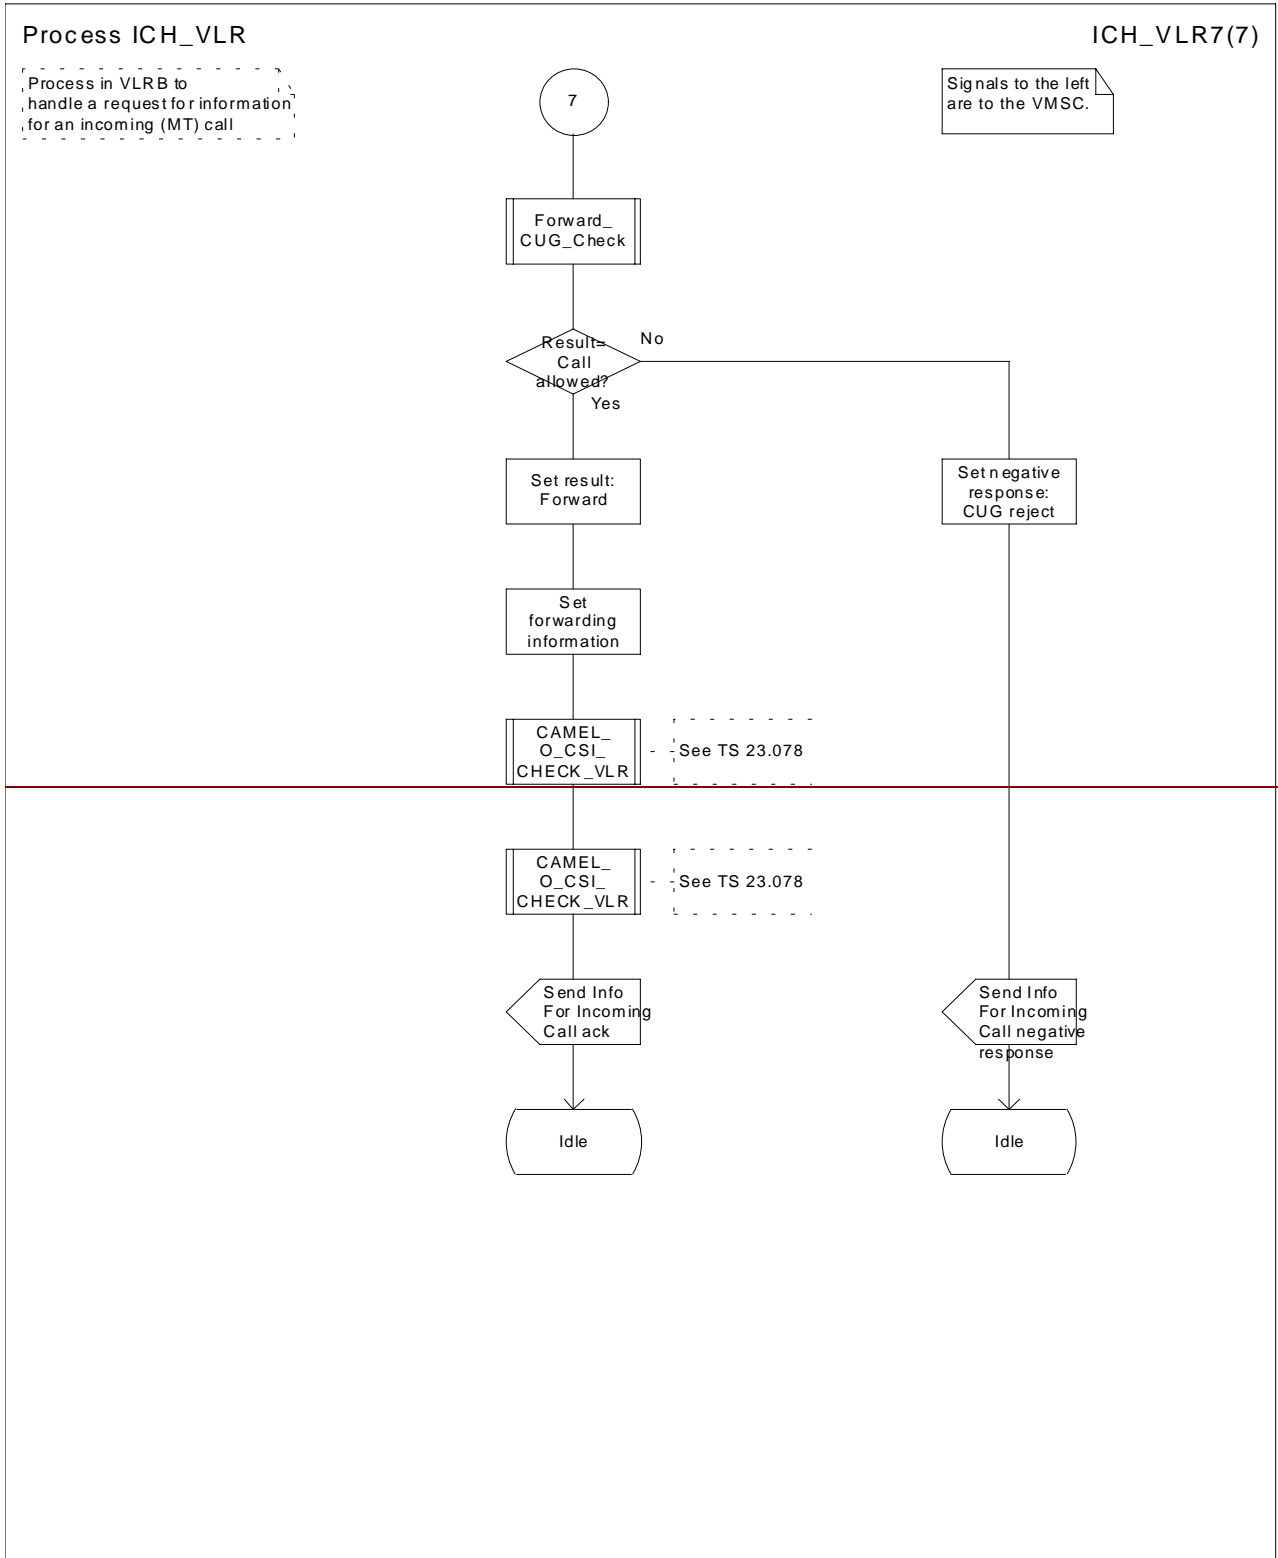 Process ICH_VLR
ICH_VLR7(7)
Process in VLRB to
handle a request for information
for an incoming (MT) call
7
Signals to the left
are to the VMSC.
Forward_
CUG_Check
Result=
Call
allowed?
No
Yes
Set result:
Forward
Set negative
response:
CUG reject
Set
forwarding
information
CAMEL_
O_CSI_
CHECK_VLR
See TS 23.078
CAMEL_
O_CSI_
CHECK_VLR
See TS 23.078
Send Info
For Incoming
Call ack
Send Info
For Incoming
Call negative
response
Idle
Idle